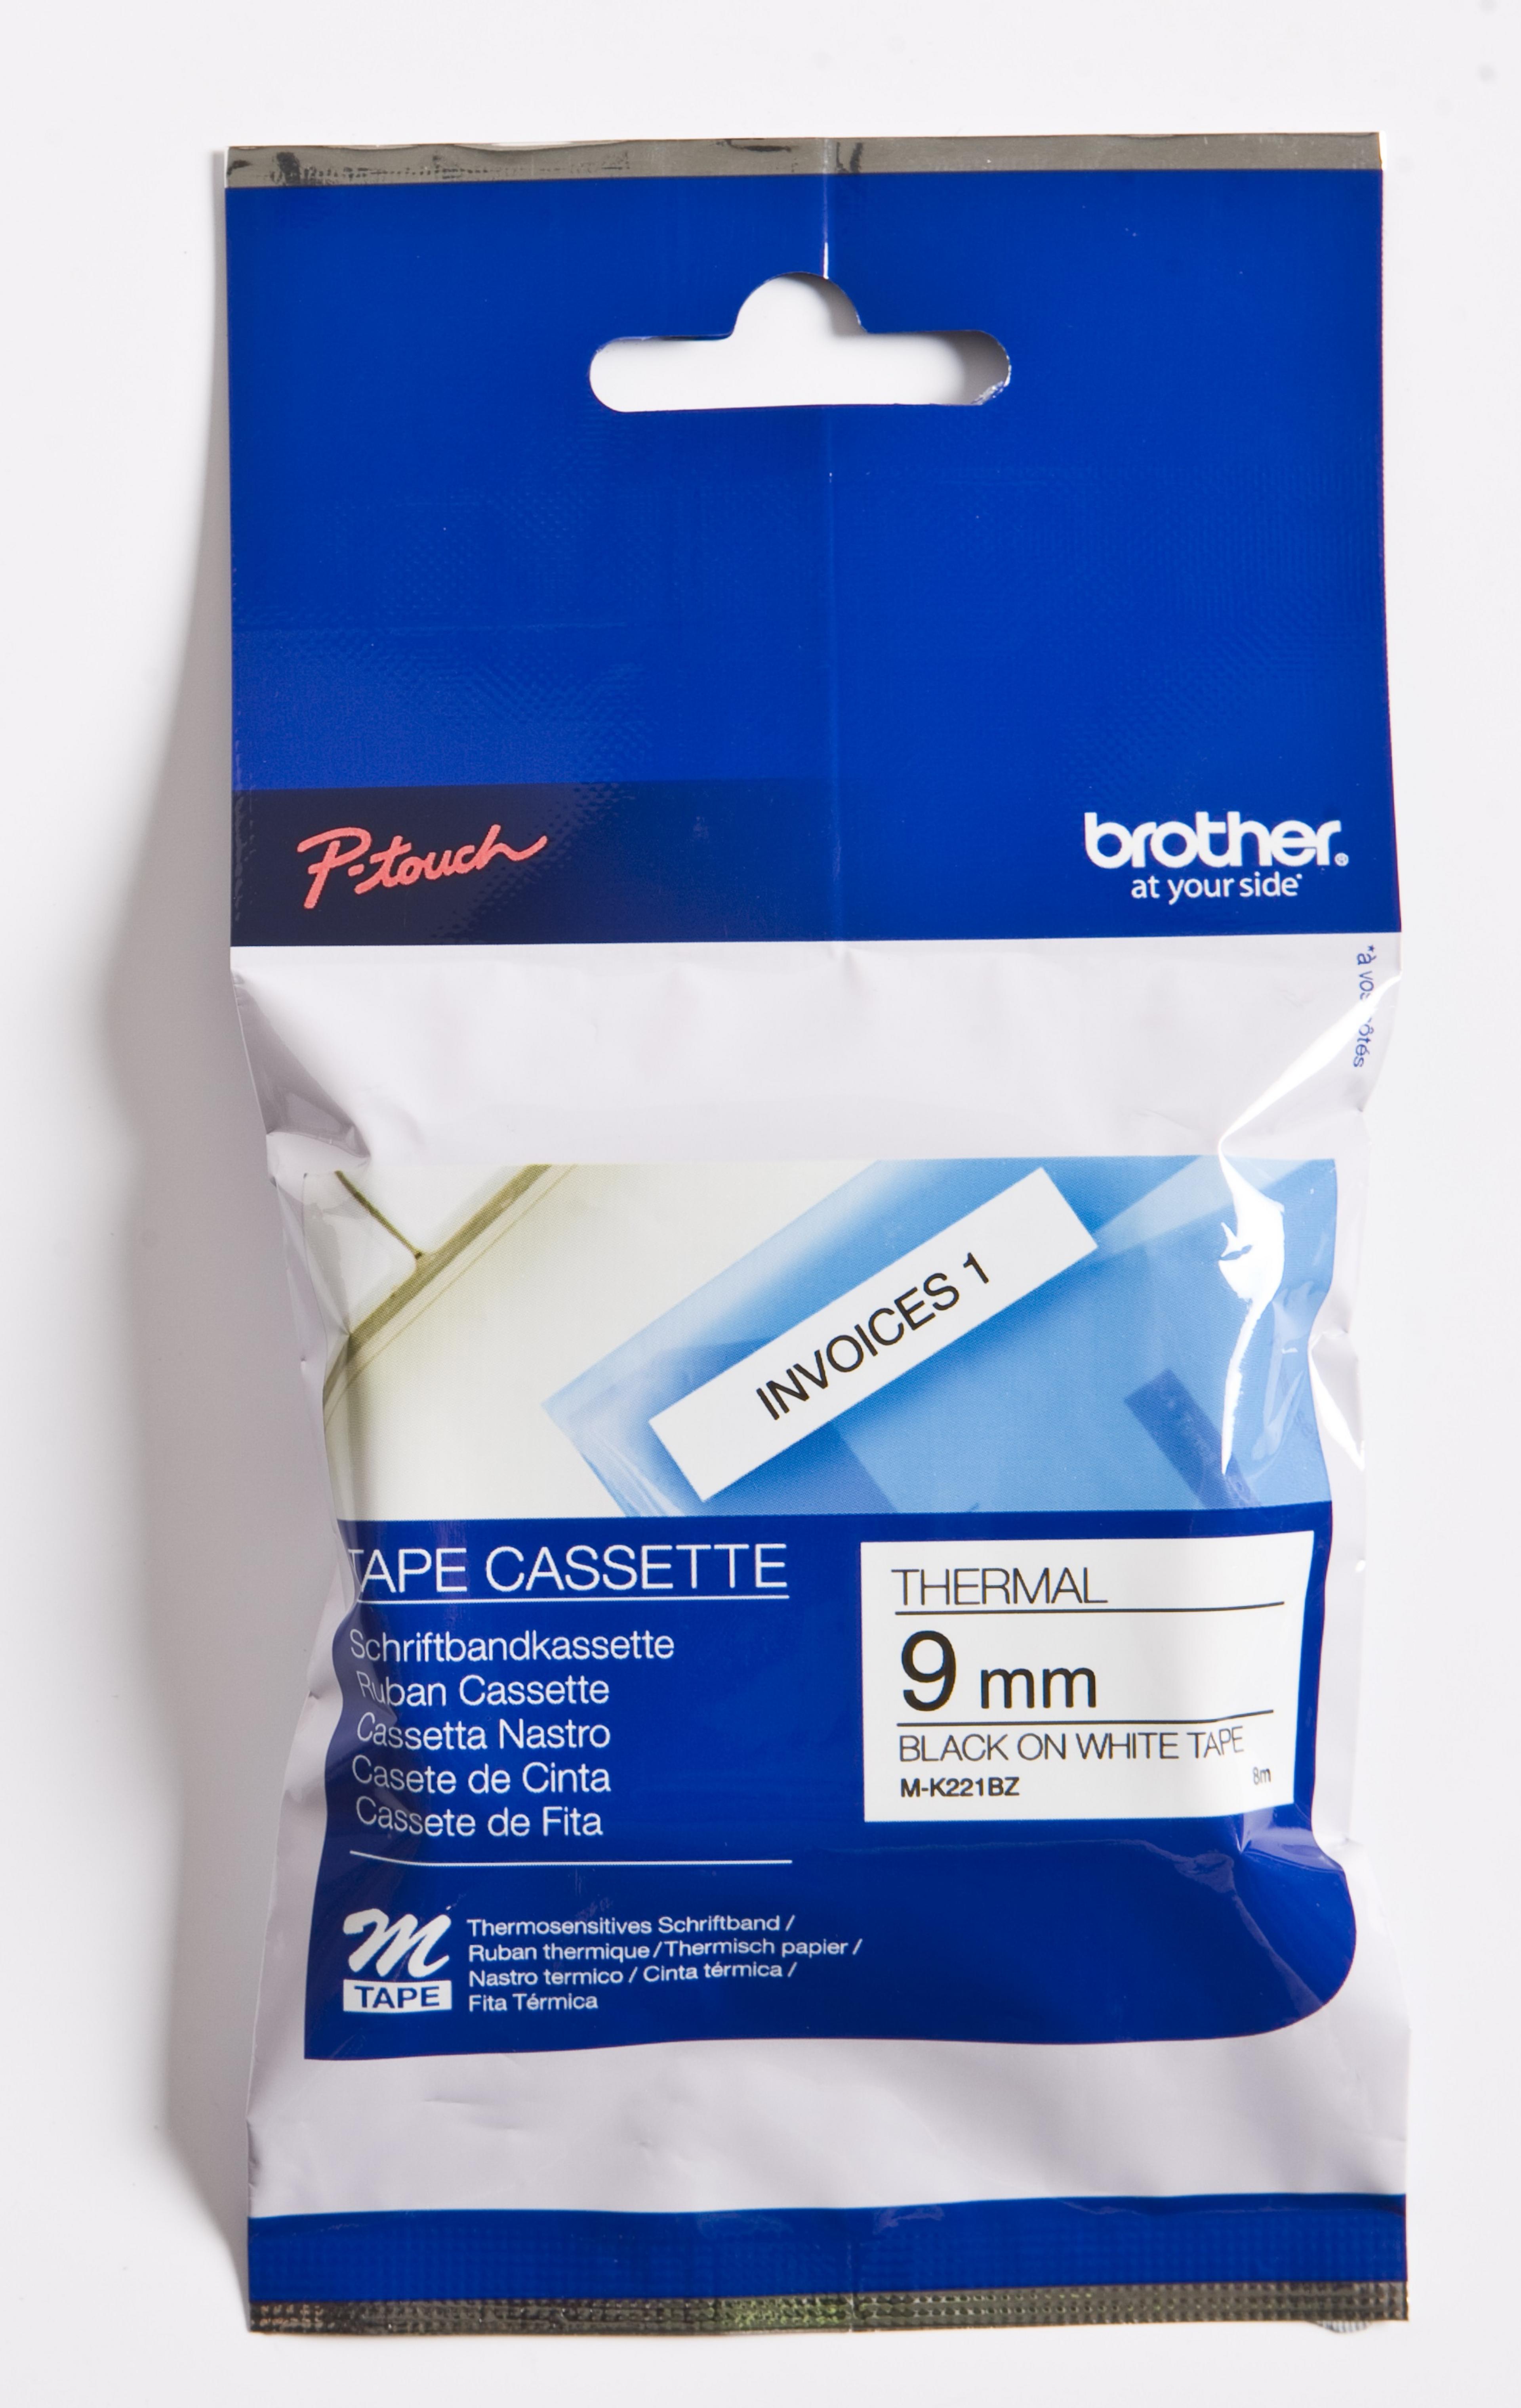 P-touch
brother®
at your side*
*à vos côtés
INVOICES 1
TAPE CASSETTE
Schriftbandkassette
Ruban Cassette
Cassetta Nastro
Casete de Cinta
Cassete de Fita
THERMAL
9 mm
BLACK ON WHITE TAPE
8m
M-K221BZ
M
TAPE
Thermosensitives Schriftband /
Ruban thermique / Thermisch papier /
Nastro termico / Cinta térmica /
Fita Térmica